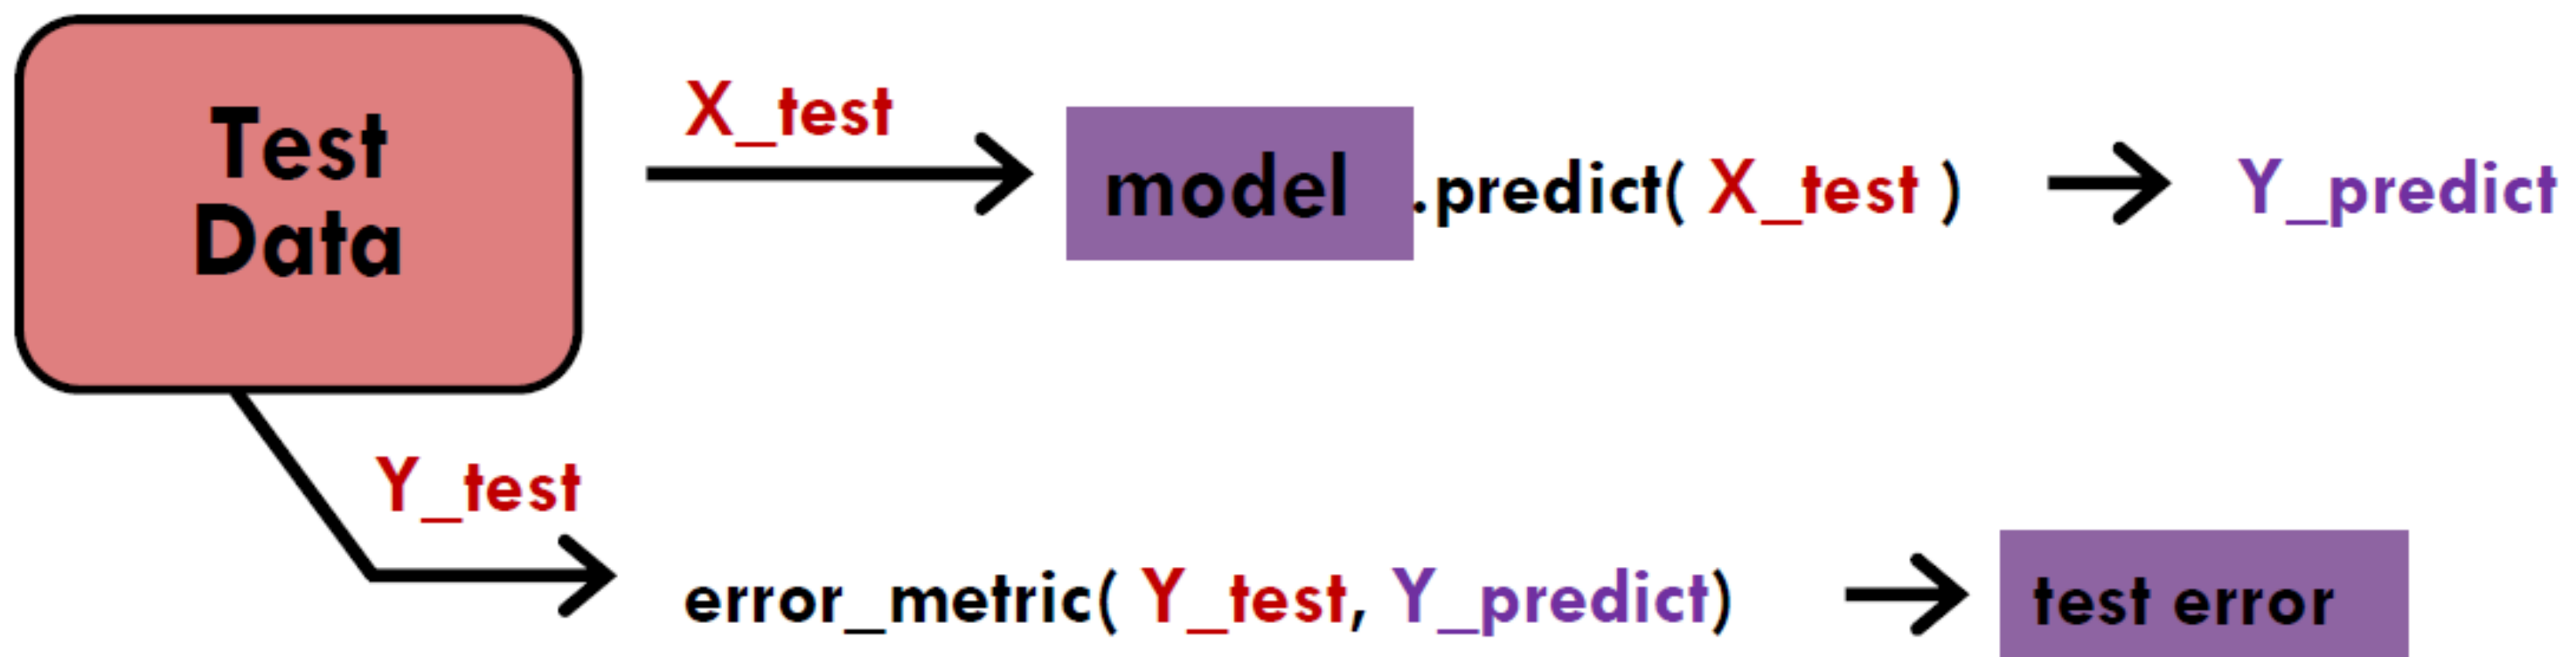 Test
Data
X_test
model .predict( X_test )
Y_predict
Y_test
error_metric( Y_test, Y_predict)
test error